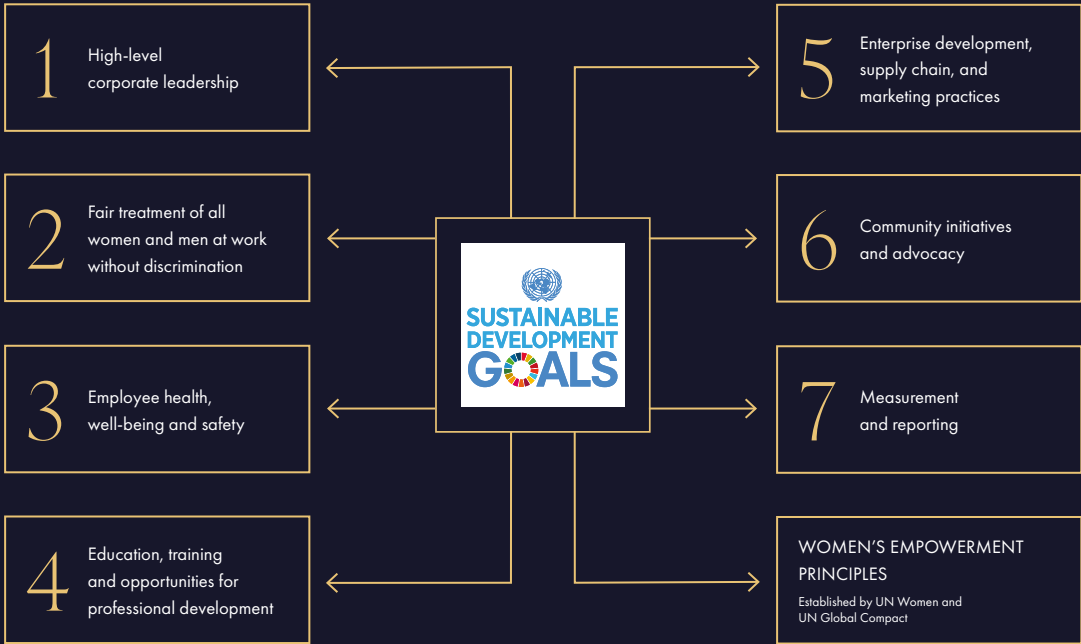 1
High-level
corporate leadership
2
Fair treatment of all
women and men at work
without discrimination
3
Employee health,
well-being and safety
4
Education, training
and opportunities for
professional development
SUSTAINABLE
DEVELOPMENT
GOALS
5
Enterprise development,
supply chain, and
marketing practices
6
Community initiatives
and advocacy
7
Measurement
and reporting
WOMEN’S EMPOWERMENT
PRINCIPLES
Established by UN Women and
UN Global Compact